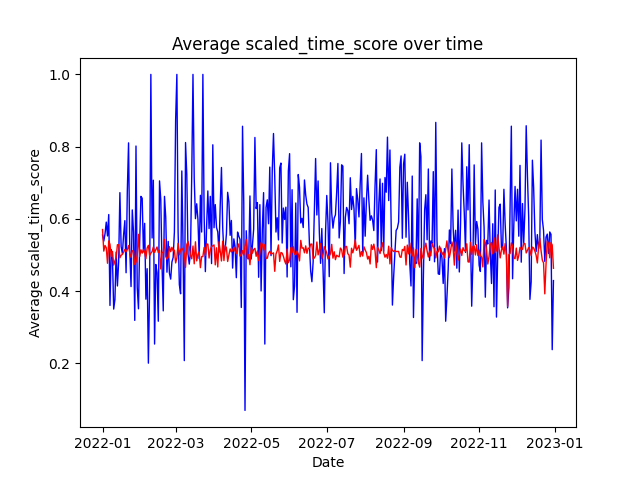 Average scaled_time_score over time
Average scaled_time_score
1.0
0.8
0.6
0.4
0.2
2022-01 2022-03 2022-05 2022-07 2022-09 2022-11 2023-01
Date